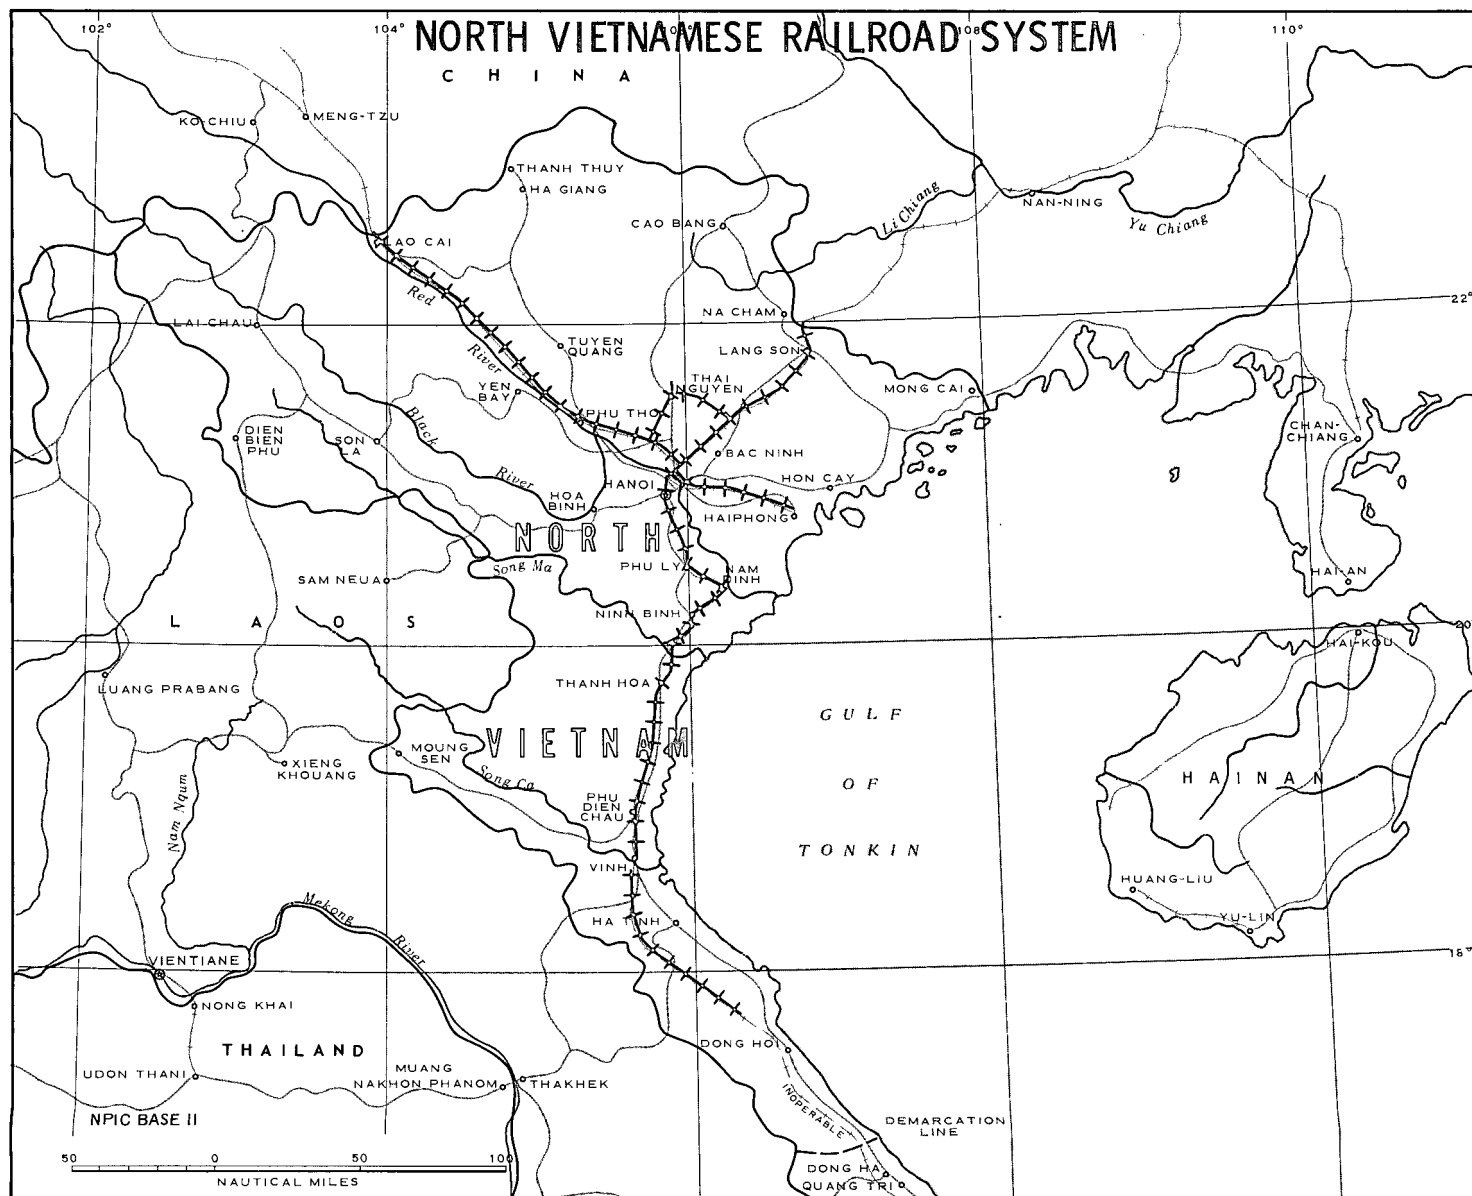 102° 104° 106° 108° 110°
NORTH VIETNAMESE RAILROAD SYSTEM
CHINA
KO-CHIU
MENG-TZU
THANH THUY
HA GIANG
CAO BANG
Li Chiang
NAN-NING
Yu Chiang
LAO CAI
Red
River
22°
NA CHAM
LAI CHAU
TUYEN
QUANG
LANG SON
YEN
BAY
THAI
NGUYEN
MONG CAI
PHU THO
Black
River
DIEN
BIEN
PHU
SON
LA
CHAN-
CHIANG
BAC NINH
HON GAY
HANOI
HOA
BINH
HAIPHONG
NORTH
Song Ma
PHU LY
NAM
DINH
SAM NEUA
HAI-AN
NINH BINH
LAOS
20°
HAI-KOU
LUANG PRABANG
THANH HOA
GULF
OF
TONKIN
VIETNAM
MOUNG
SEN
XIENG
KHOUANG
Song Ca
HAINAN
PHU
DIEN
CHAU
Nam Ngum
VINH
HUANG-LIU
YU-LIN
Mekong
River
HA TINH
18°
VIENTIANE
NONG KHAI
THAILAND
DONG HOI
UDON THANI
MUANG
NAKHON PHANOM
THAKHEK
INOPERABLE
DEMARCATION
LINE
NPIC BASE II
50 0 50 100
NAUTICAL MILES
DONG HA
QUANG TRI